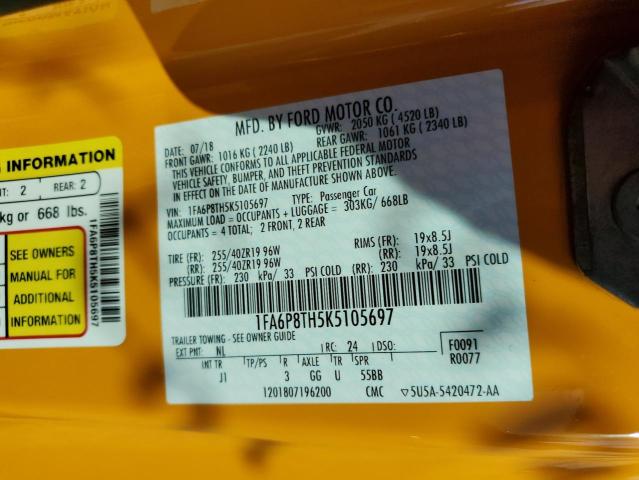 MFD. BY FORD MOTOR CO.
DATE: 07/18
GVWR: 2050 KG ( 4520 LB)
FRONT GAWR: 1016 KG ( 2240 LB)
REAR GAWR: 1061 KG ( 2340 LB)
THIS VEHICLE CONFORMS TO ALL APPLICABLE FEDERAL MOTOR
VEHICLE SAFETY, BUMPER, AND THEFT PREVENTION STANDARDS
IN EFFECT ON THE DATE OF MANUFACTURE SHOWN ABOVE.
VIN: 1FA6P8TH5K5105697
TYPE: Passenger Car
MAXIMUM LOAD = OCCUPANTS + LUGGAGE = 303KG/ 668LB
OCCUPANTS = 4 TOTAL; 2 FRONT, 2 REAR
TIRE (FR): 255/40ZR19 96W
RIMS (FR): 19x8.5J
(RR): 255/40ZR19 96W
(RR): 19x8.5J
PRESSURE (FR): 230 kPa/ 33 PSI COLD
(RR): 230 kPa/ 33 PSI COLD
1FA6P8TH5K5105697
TRAILER TOWING - SEE OWNER GUIDE
EXT PNT: NL
RC: 24
DSO:
F0091
R0077
INT TR TP/PS R AXLE TR SPR
J1 3 GG U 55BB
1201807196200
CMC
5U5A-5420472-AA
INFORMATION
2
REAR: 2
kg or 668 lbs.
SEE OWNERS
MANUAL FOR
ADDITIONAL
INFORMATION
1FA6P8TH5K5105697